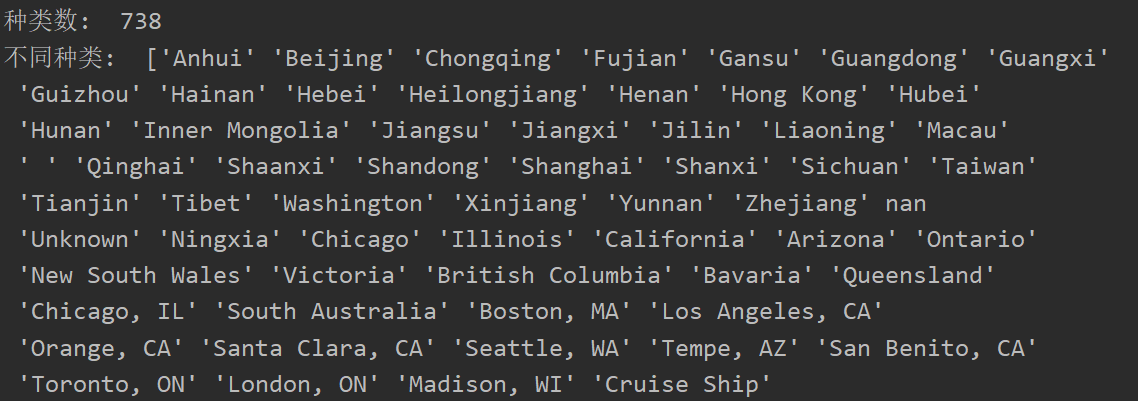 种类数： 738
不同种类： ['Anhui' 'Beijing' 'Chongqing' 'Fujian' 'Gansu' 'Guangdong' 'Guangxi'
'Guizhou' 'Hainan' 'Hebei' 'Heilongjiang' 'Henan' 'Hong Kong' 'Hubei'
'Hunan' 'Inner Mongolia' 'Jiangsu' 'Jiangxi' 'Jilin' 'Liaoning' 'Macau'
' ' 'Qinghai' 'Shaanxi' 'Shandong' 'Shanghai' 'Shanxi' 'Sichuan' 'Taiwan'
'Tianjin' 'Tibet' 'Washington' 'Xinjiang' 'Yunnan' 'Zhejiang' nan
'Unknown' 'Ningxia' 'Chicago' 'Illinois' 'California' 'Arizona' 'Ontario'
'New South Wales' 'Victoria' 'British Columbia' 'Bavaria' 'Queensland'
'Chicago, IL' 'South Australia' 'Boston, MA' 'Los Angeles, CA'
'Orange, CA' 'Santa Clara, CA' 'Seattle, WA' 'Tempe, AZ' 'San Benito, CA'
'Toronto, ON' 'London, ON' 'Madison, WI' 'Cruise Ship'